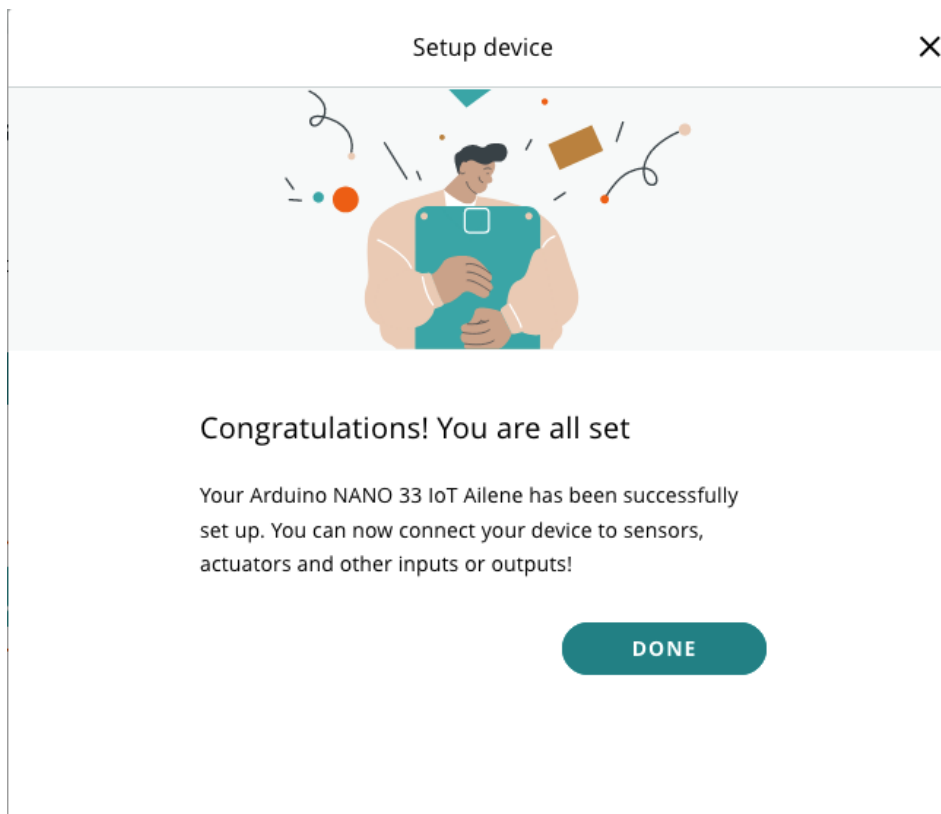 Setup device
Congratulations! You are all set
Your Arduino NANO 33 IoT Ailene has been successfully
set up. You can now connect your device to sensors,
actuators and other inputs or outputs!
DONE